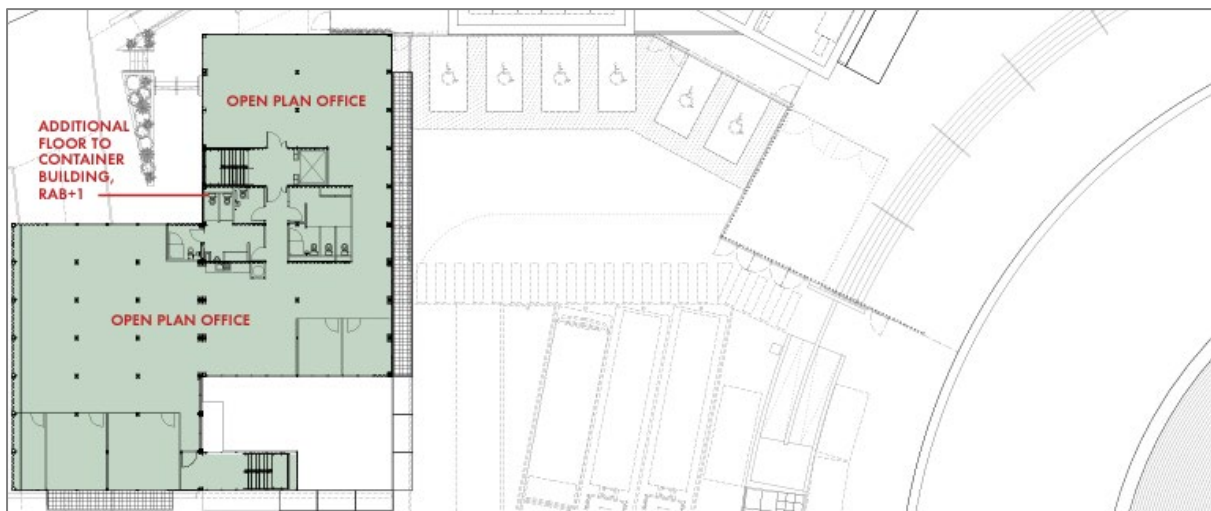 OPEN PLAN OFFICE
ADDITIONAL
FLOOR TO
CONTAINER
BUILDING,
RAB+1
OPEN PLAN OFFICE